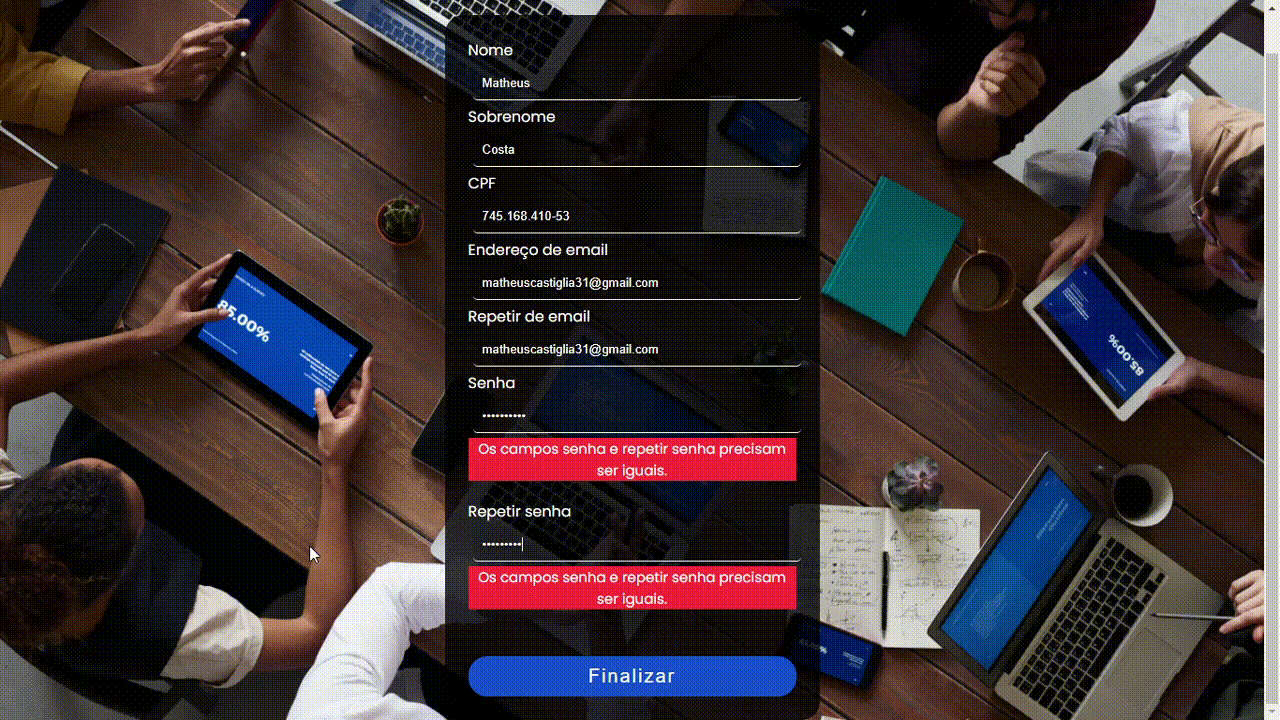 Nome
Matheus
Sobrenome
Costa
CPF
745.168.410-53
Endereço de email
matheuscastiglia31@gmail.com
Repetir de email
matheuscastiglia31@gmail.com
Senha
••••••••••
Os campos senha e repetir senha precisam
ser iguais.
Repetir senha
•••••••••
Os campos senha e repetir senha precisam
ser iguais.
Finalizar
85.00%
85.00%